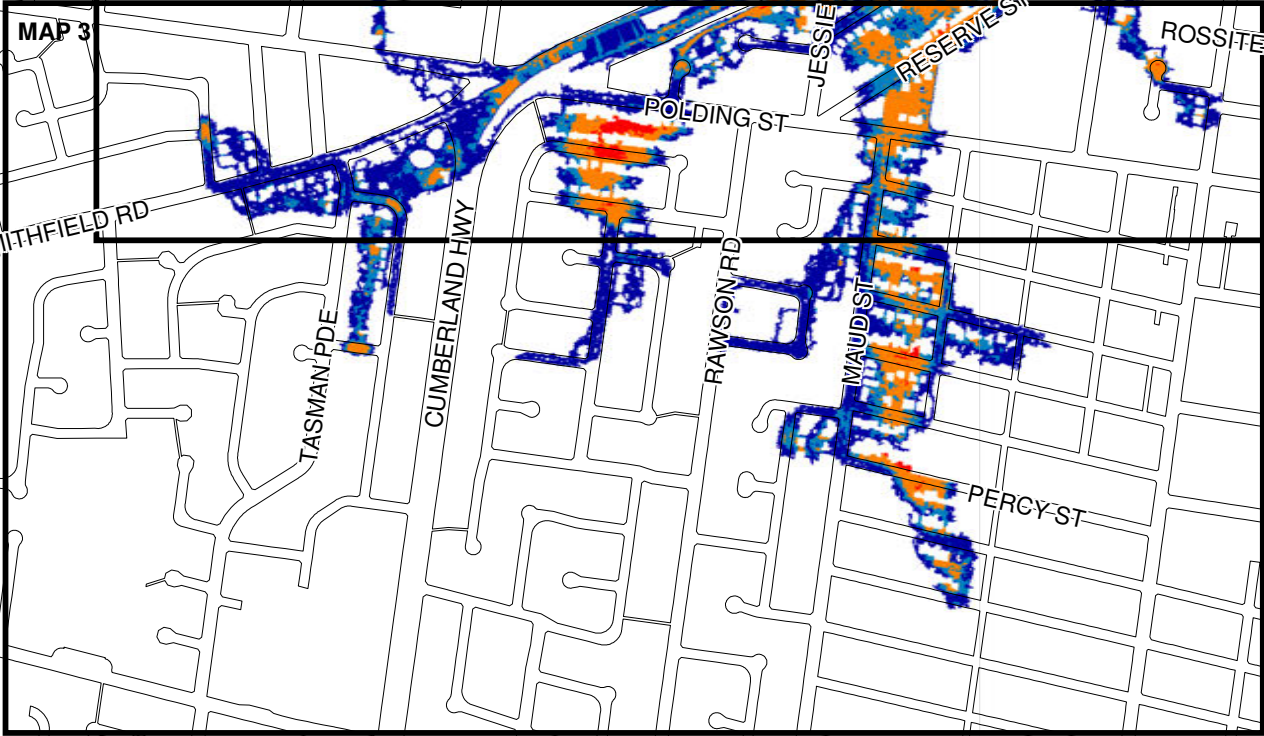 MAP 3
JESSIE
RESERVE ST
ROSSITE
POLDING ST
ITHFIELD RD
CUMBERLAND HWY
RAWSON RD
MAUD ST
TASMAN PDE
PERCY ST